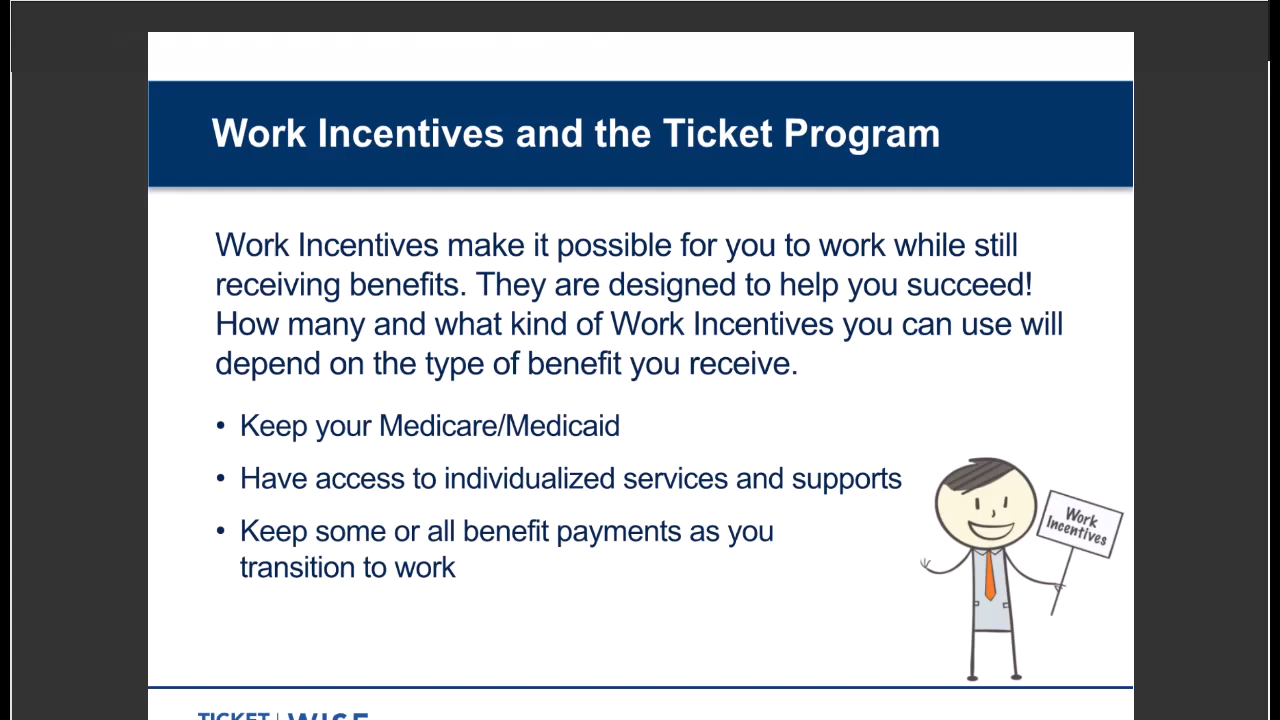 Work Incentives and the Ticket Program
Work Incentives make it possible for you to work while still
receiving benefits. They are designed to help you succeed!
How many and what kind of Work Incentives you can use will
depend on the type of benefit you receive.
• Keep your Medicare/Medicaid
• Have access to individualized services and supports
• Keep some or all benefit payments as you
transition to work
Work
Incentives
TICKET | WISE